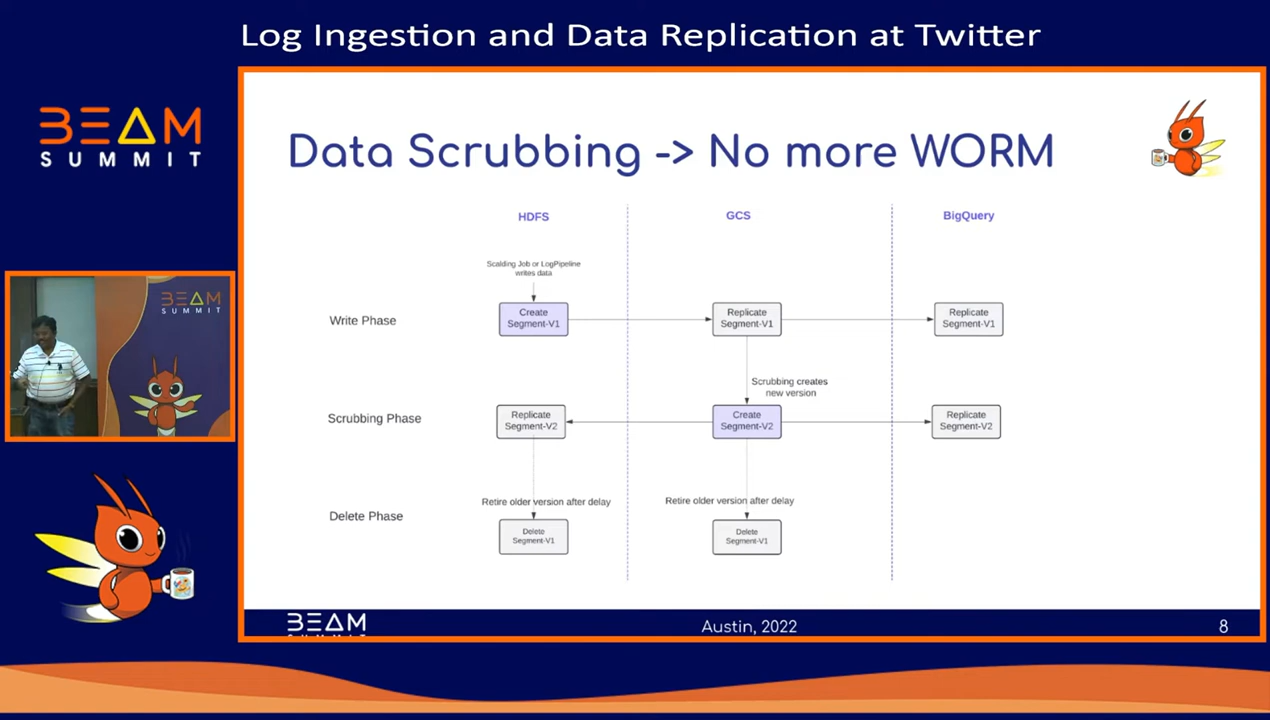 Log Ingestion and Data Replication at Twitter
BEAM
SUMMIT
Data Scrubbing -> No more WORM
HDFS
GCS
BigQuery
Scalding Job or LogPipeline
writes data
Write Phase
Create
Segment-V1
Replicate
Segment-V1
Replicate
Segment-V1
Scrubbing creates
new version
Scrubbing Phase
Replicate
Segment-V2
Create
Segment-V2
Replicate
Segment-V2
Retire older version after delay
Retire older version after delay
Delete Phase
Delete
Segment-V1
Delete
Segment-V1
BEAM
SUMMIT
BEAM
Austin, 2022
8